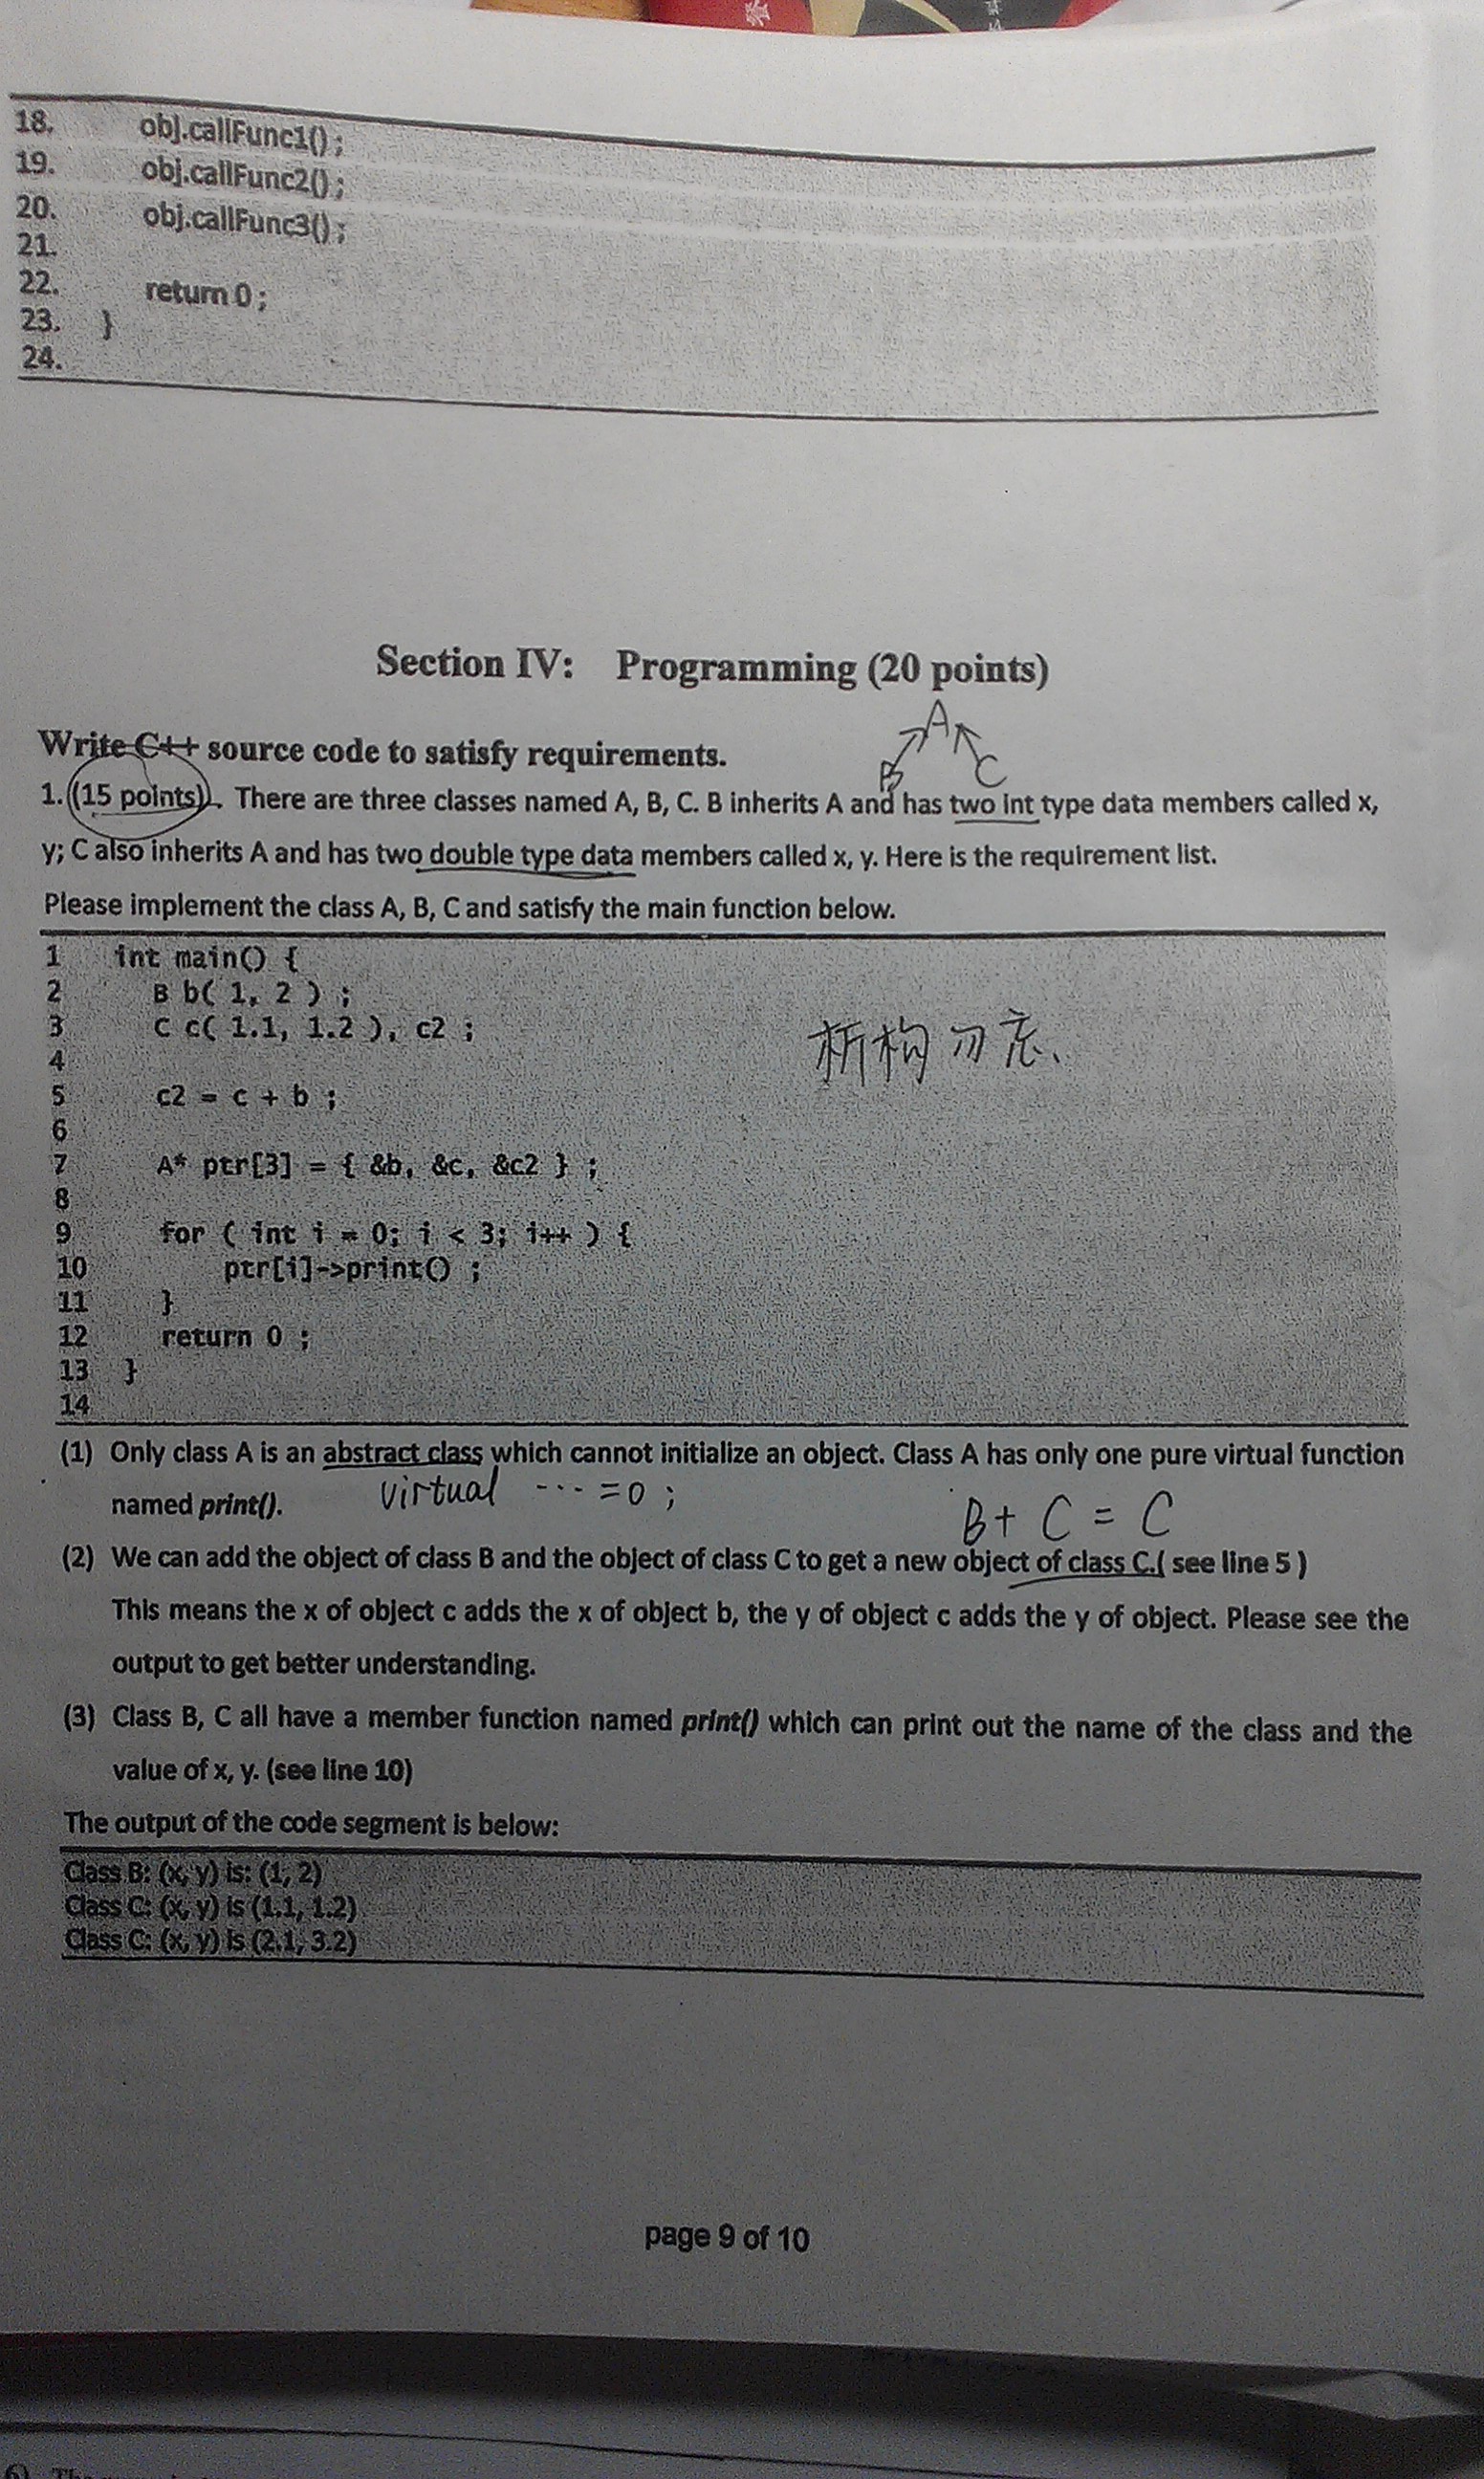 18. obj.callFunc1() ;
19. obj.callFunc2() ;
20. obj.callFunc3() ;
21.
22. return 0 ;
23. }
24.
Section IV: Programming (20 points)
A
B C
Write C++ source code to satisfy requirements.
1. (15 points). There are three classes named A, B, C. B inherits A and has two int type data members called x,
y; C also inherits A and has two double type data members called x, y. Here is the requirement list.
Please implement the class A, B, C and satisfy the main function below.
1 int main() {
2 B b( 1, 2 ) ;
3 C c( 1.1, 1.2 ), c2 ;
析构勿忘、
4
5 c2 = c + b ;
6
7 A* ptr[3] = { &b, &c, &c2 } ;
8
9 for ( int i = 0; i < 3; i++ ) {
10 ptr[i]->print() ;
11 }
12 return 0 ;
13 }
14
(1) Only class A is an abstract class which cannot initialize an object. Class A has only one pure virtual function
named print().
virtual ... =0 ;
B + C = C
(2) We can add the object of class B and the object of class C to get a new object of class C.( see line 5 )
This means the x of object c adds the x of object b, the y of object c adds the y of object. Please see the
output to get better understanding.
(3) Class B, C all have a member function named print() which can print out the name of the class and the
value of x, y. (see line 10)
The output of the code segment is below:
Class B: (x, y) is: (1, 2)
Class C: (x, y) is (1.1, 1.2)
Class C: (x, y) is (2.1, 3.2)
page 9 of 10